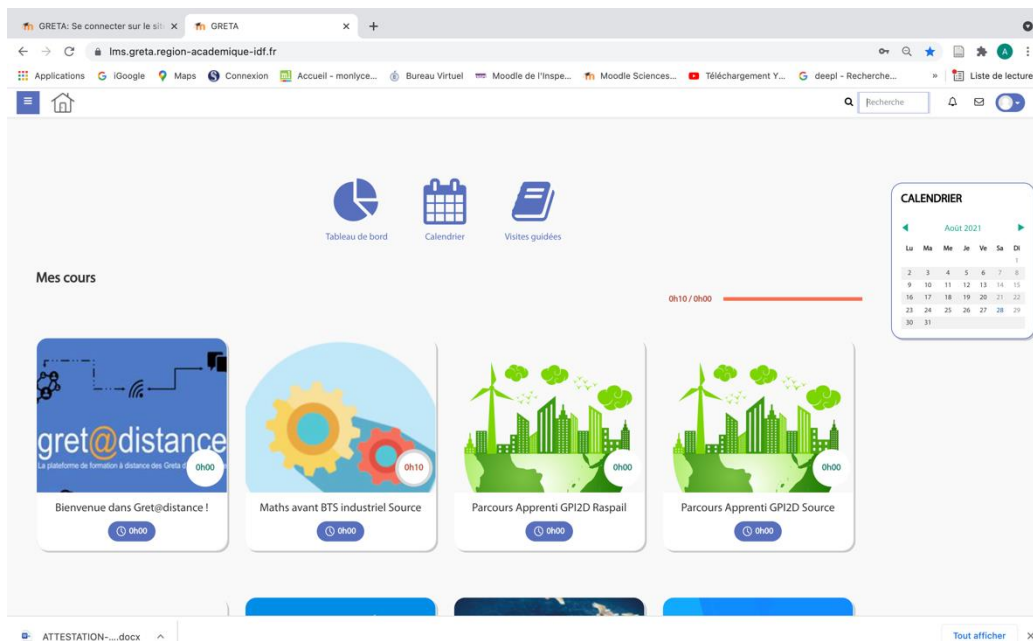 GRETA: Se connecter sur le sit
GRETA
lms.greta.region-academique-idf.fr
Applications
iGoogle
Maps
Connexion
Accueil - monlyce...
Bureau Virtuel
Moodle de l'Inspe...
Moodle Sciences...
Téléchargement Y...
deepl - Recherche...
»
Liste de lecture
A
Recherche
Tableau de bord
Calendrier
Visites guidées
CALENDRIER
Août 2021
Lu Ma Me Je Ve Sa Di
1
2 3 4 5 6 7 8
9 10 11 12 13 14 15
16 17 18 19 20 21 22
23 24 25 26 27 28 29
30 31
Mes cours
0h10 / 0h00
gret@distance
La plateforme de formation à distance des Greta d
0h00
0h10
0h00
0h00
Bienvenue dans Gret@distance !
Maths avant BTS industriel Source
Parcours Apprenti GPI2D Raspail
Parcours Apprenti GPI2D Source
0h00
0h00
0h00
0h00
ATTESTATION-....docx
Tout afficher